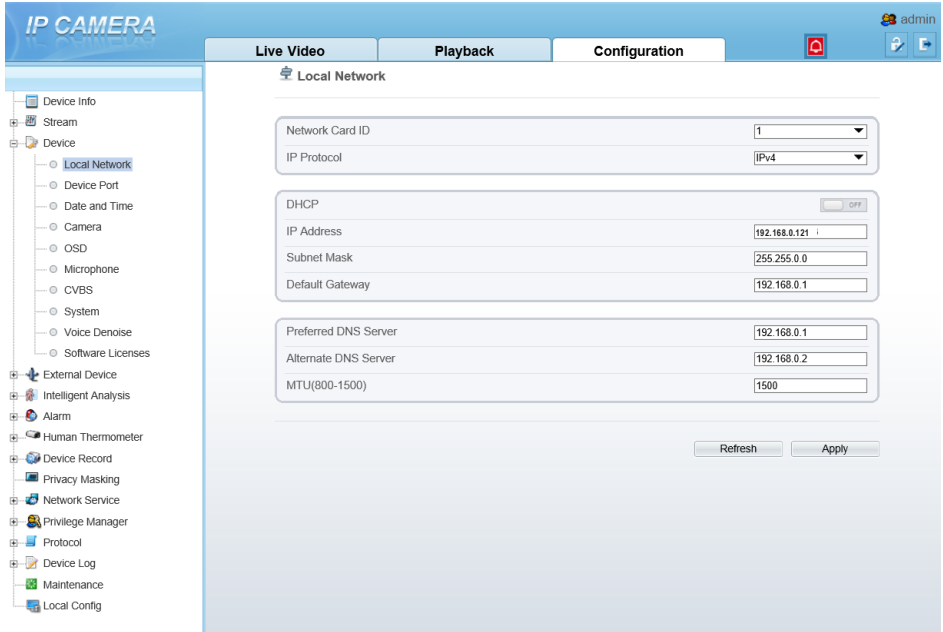 IP CAMERA
admin
Live Video
Playback
Configuration
Local Network
Device Info
Stream
Device
Local Network
Device Port
Date and Time
Camera
OSD
Microphone
CVBS
System
Voice Denoise
Software Licenses
External Device
Intelligent Analysis
Alarm
Human Thermometer
Device Record
Privacy Masking
Network Service
Privilege Manager
Protocol
Device Log
Maintenance
Local Config
Network Card ID 1
IP Protocol IPv4
DHCP OFF
IP Address 192.168.0.121
Subnet Mask 255.255.0.0
Default Gateway 192.168.0.1
Preferred DNS Server 192.168.0.1
Alternate DNS Server 192.168.0.2
MTU(800-1500) 1500
Refresh Apply